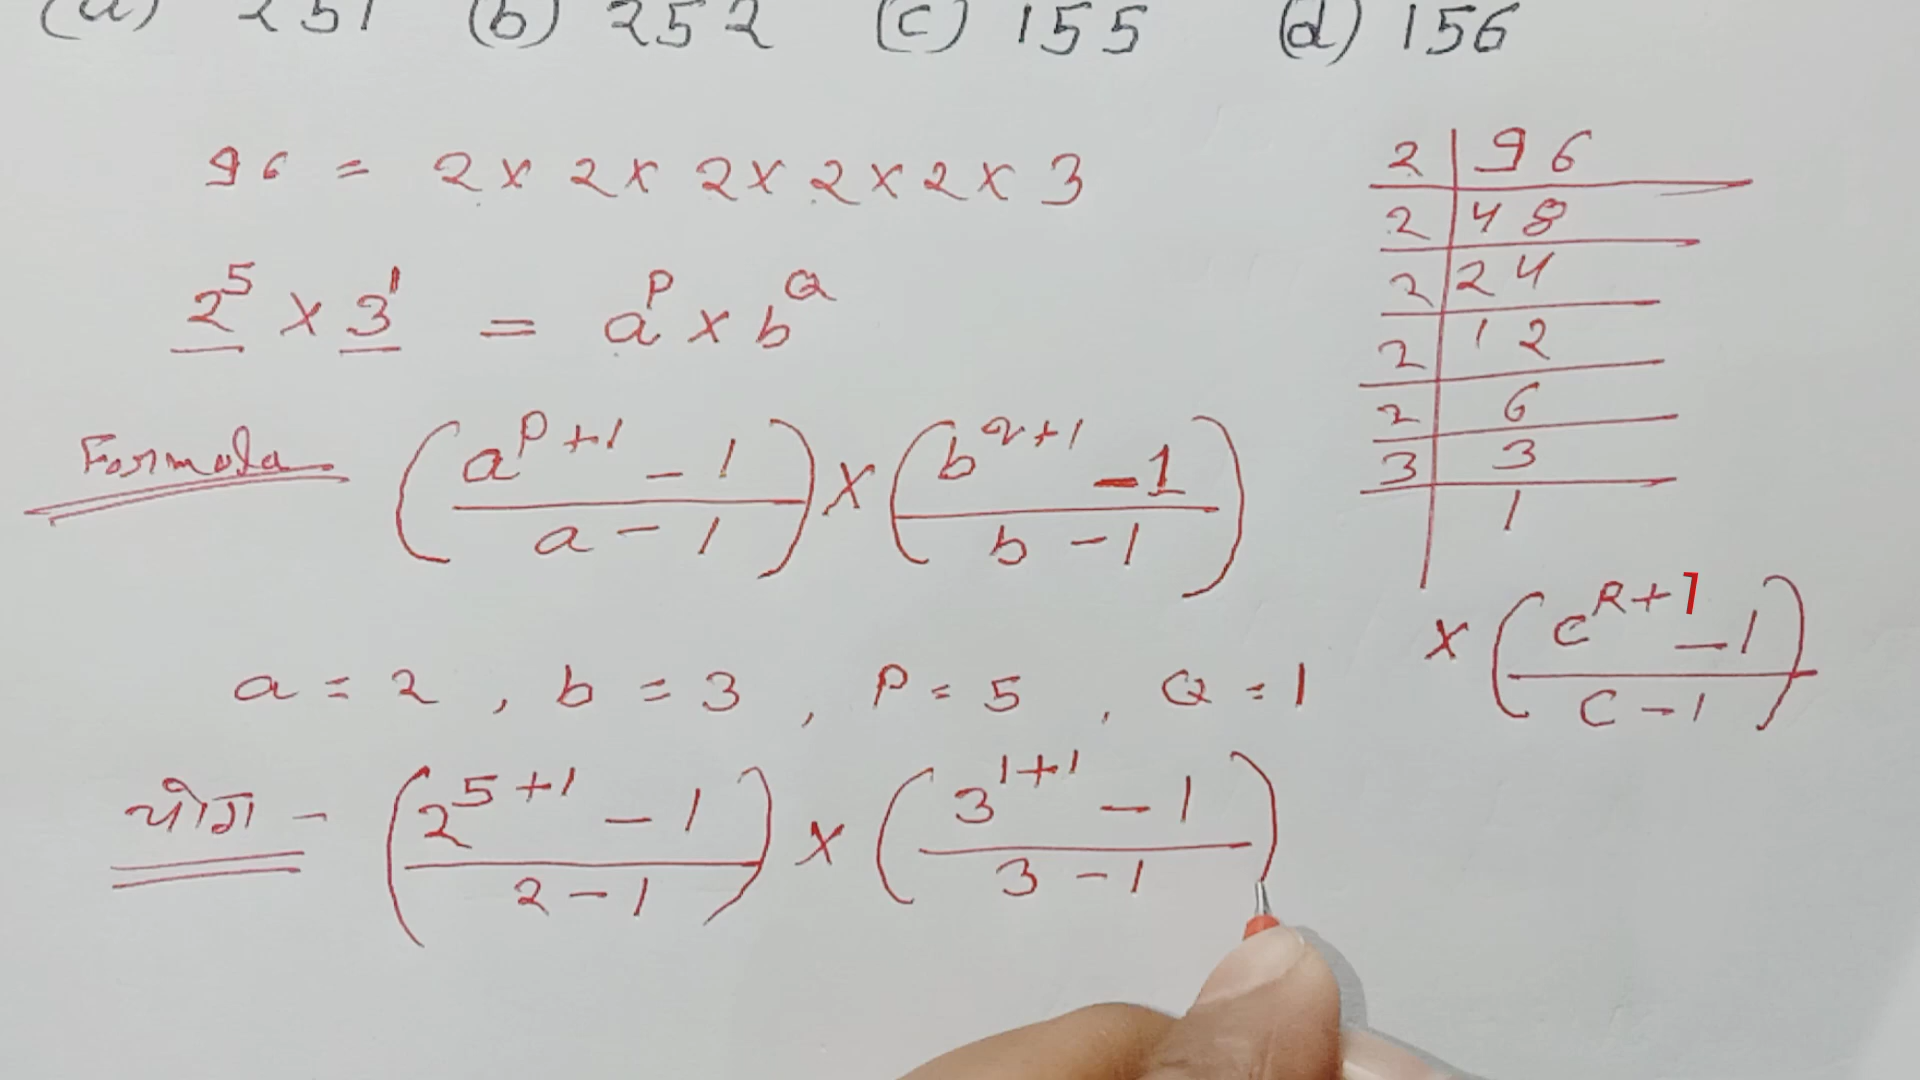 (a) 251 (b) 252 (c) 155 (d) 156
96 = 2 × 2 × 2 × 2 × 2 × 3
2^5 × 3^1 = a^P × b^Q
Formula (a^(P+1) - 1 / a - 1) × (b^(q+1) - 1 / b - 1)
× (c^(R+1) - 1 / c - 1)
a = 2, b = 3, P = 5, Q = 1
योग - (2^(5+1) - 1 / 2 - 1) × (3^(1+1) - 1 / 3 - 1)
2 | 96
2 | 48
2 | 24
2 | 12
2 | 6
3 | 3
1